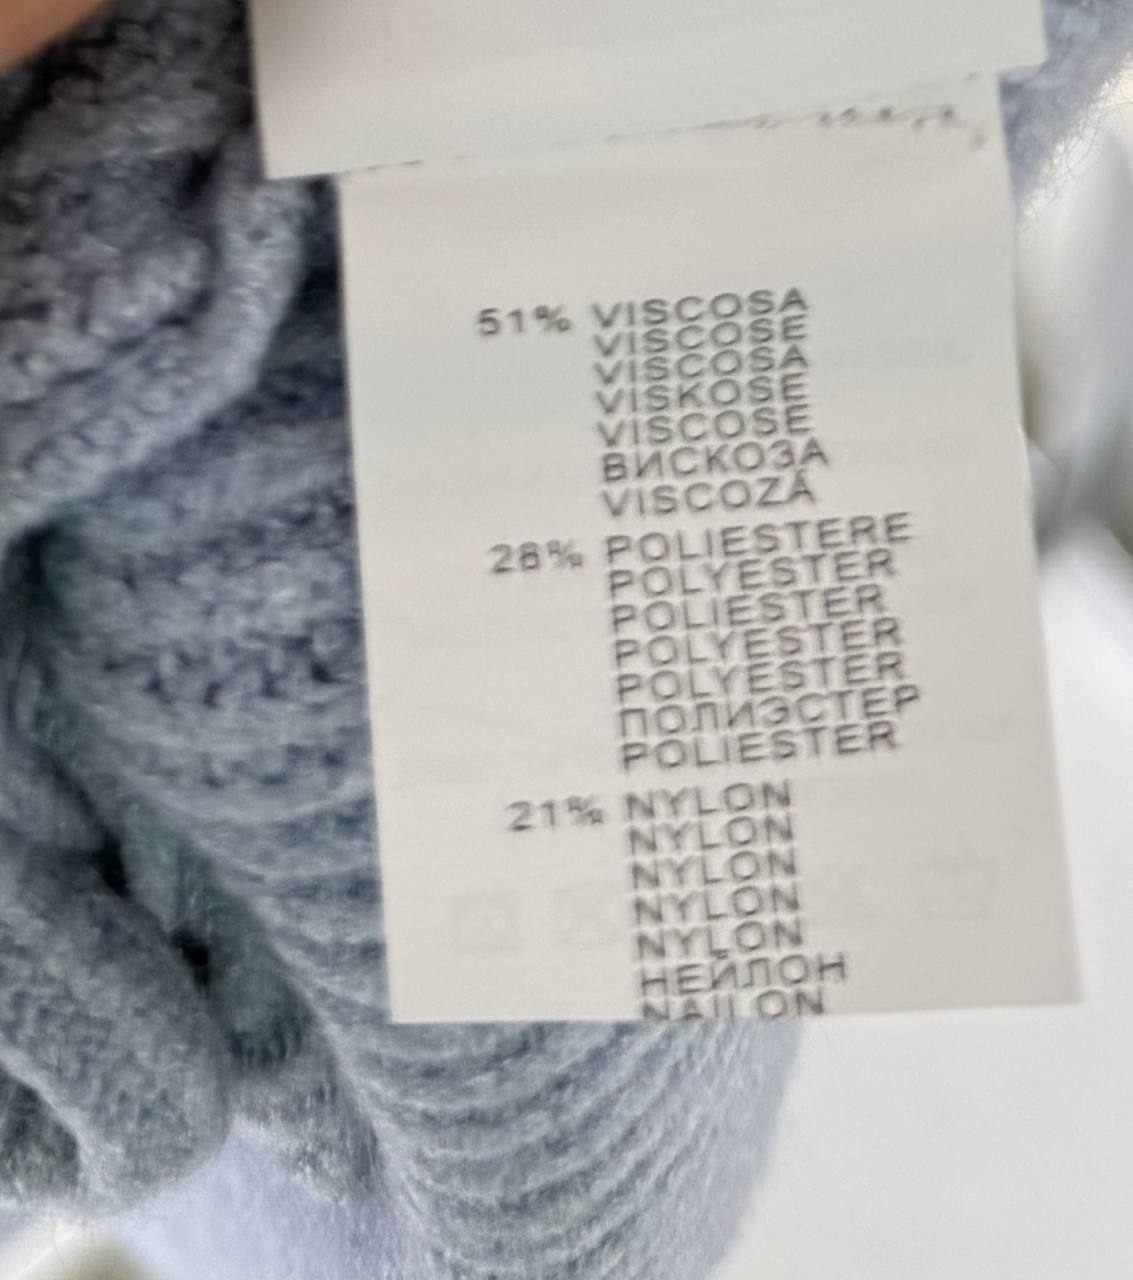 51% VISCOSA
VISCOSE
VISCOSA
VISKOSE
VISCOSE
ВИСКОЗА
VISCOZĂ
28% POLIESTERE
POLYESTER
POLIESTER
POLYESTER
POLYESTER
ПОЛИЭСТЕР
POLIESTER
21% NYLON
NYLON
NYLON
NYLON
NYLON
НЕЙЛОН
NAILON